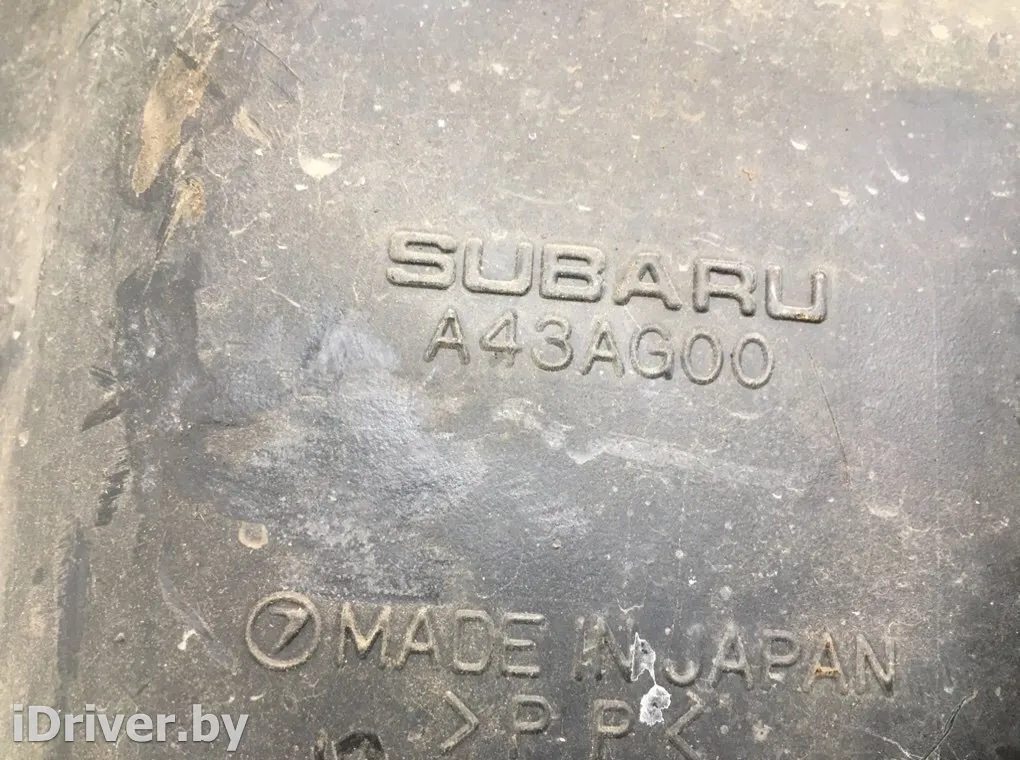 SUBARU
A43AG00
MADE IN JAPAN
>PP<
iDriver.by